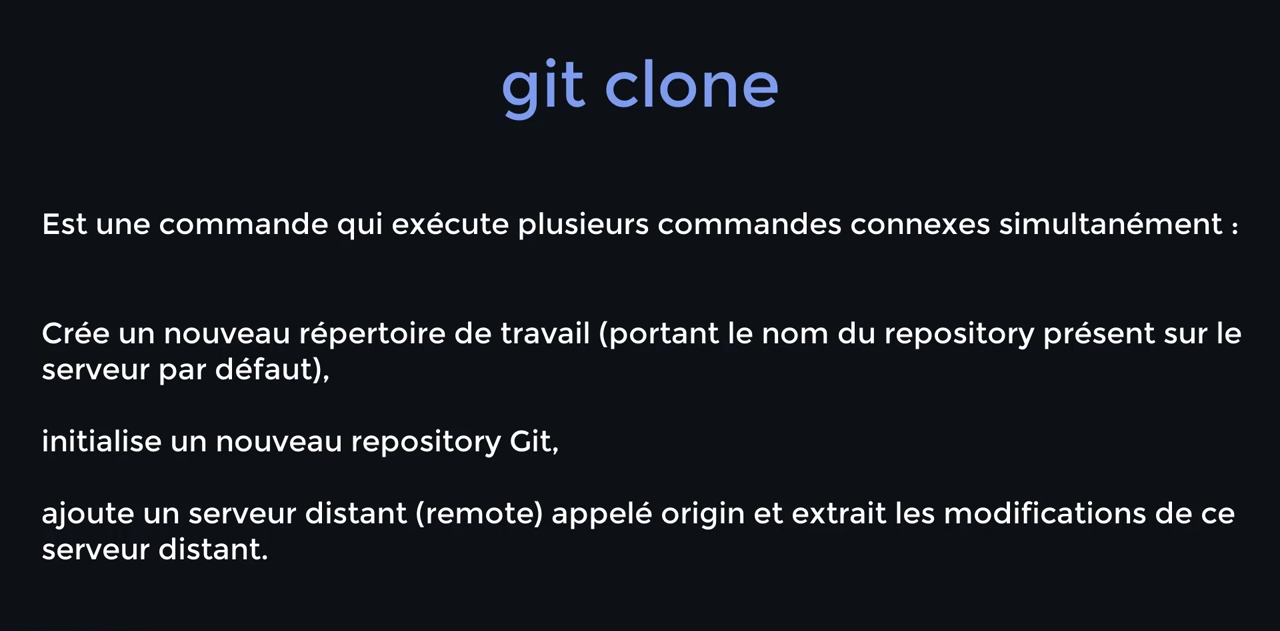 git clone
Est une commande qui exécute plusieurs commandes connexes simultanément :
Crée un nouveau répertoire de travail (portant le nom du repository présent sur le
serveur par défaut),
initialise un nouveau repository Git,
ajoute un serveur distant (remote) appelé origin et extrait les modifications de ce
serveur distant.